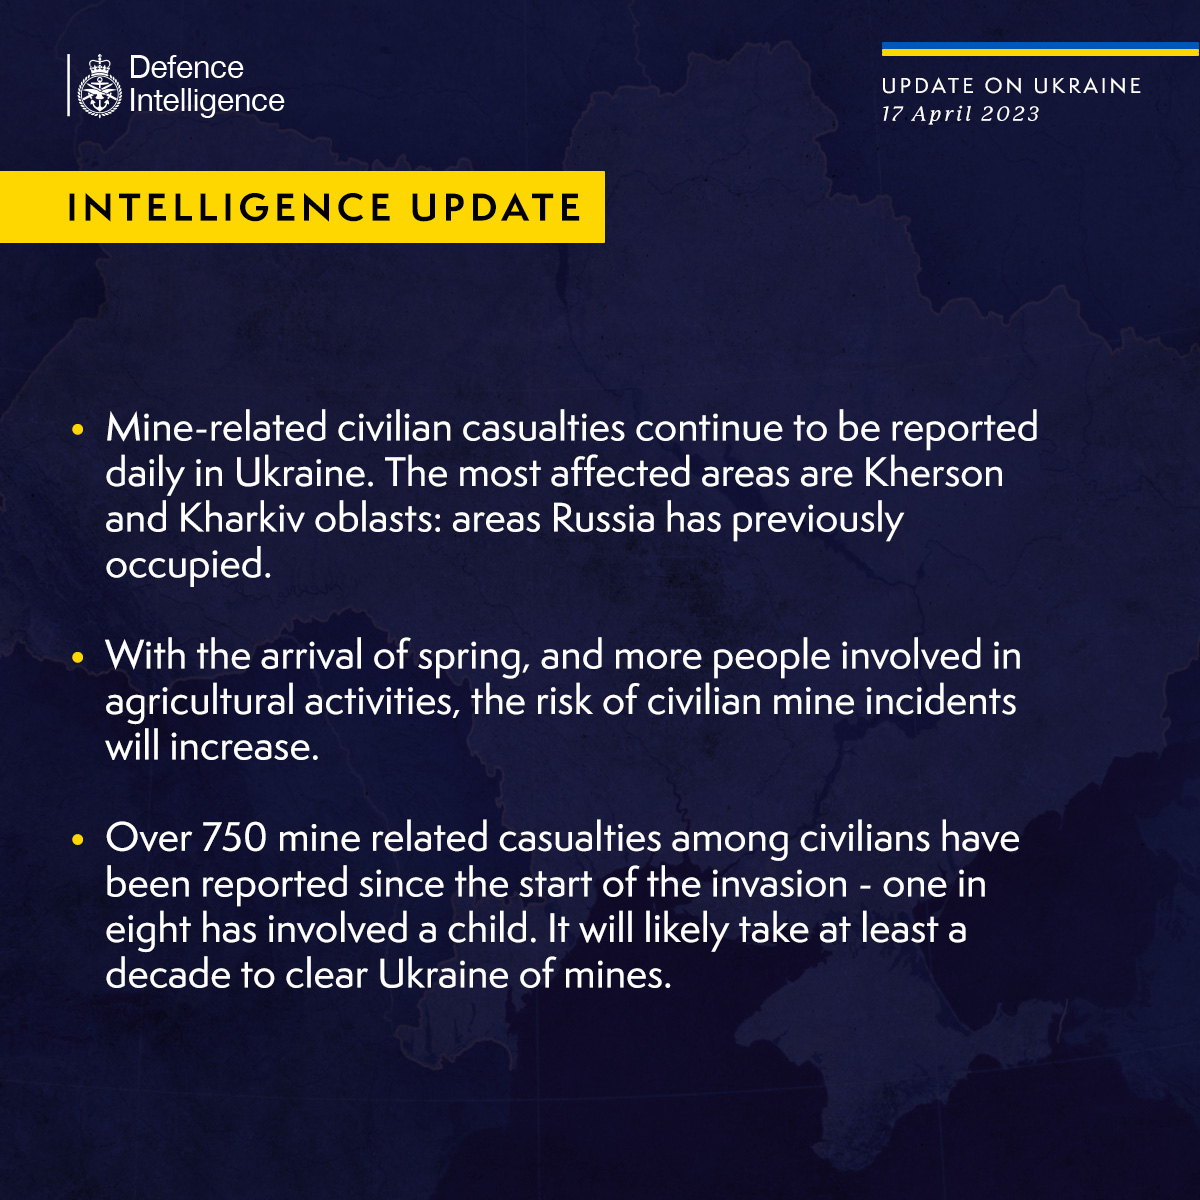 Defence
Intelligence
UPDATE ON UKRAINE
17 April 2023
INTELLIGENCE UPDATE
• Mine-related civilian casualties continue to be reported
daily in Ukraine. The most affected areas are Kherson
and Kharkiv oblasts: areas Russia has previously
occupied.
• With the arrival of spring, and more people involved in
agricultural activities, the risk of civilian mine incidents
will increase.
• Over 750 mine related casualties among civilians have
been reported since the start of the invasion - one in
eight has involved a child. It will likely take at least a
decade to clear Ukraine of mines.